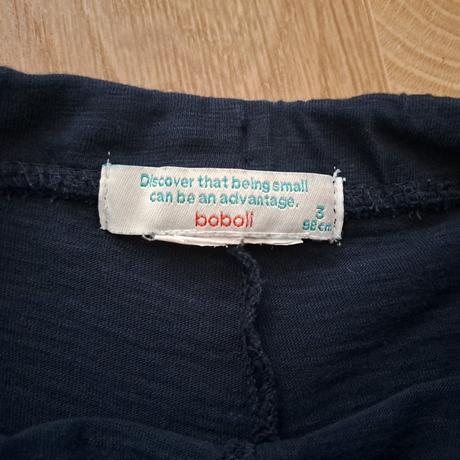 Discover that being small
can be an advantage.
boboli
3
98cm